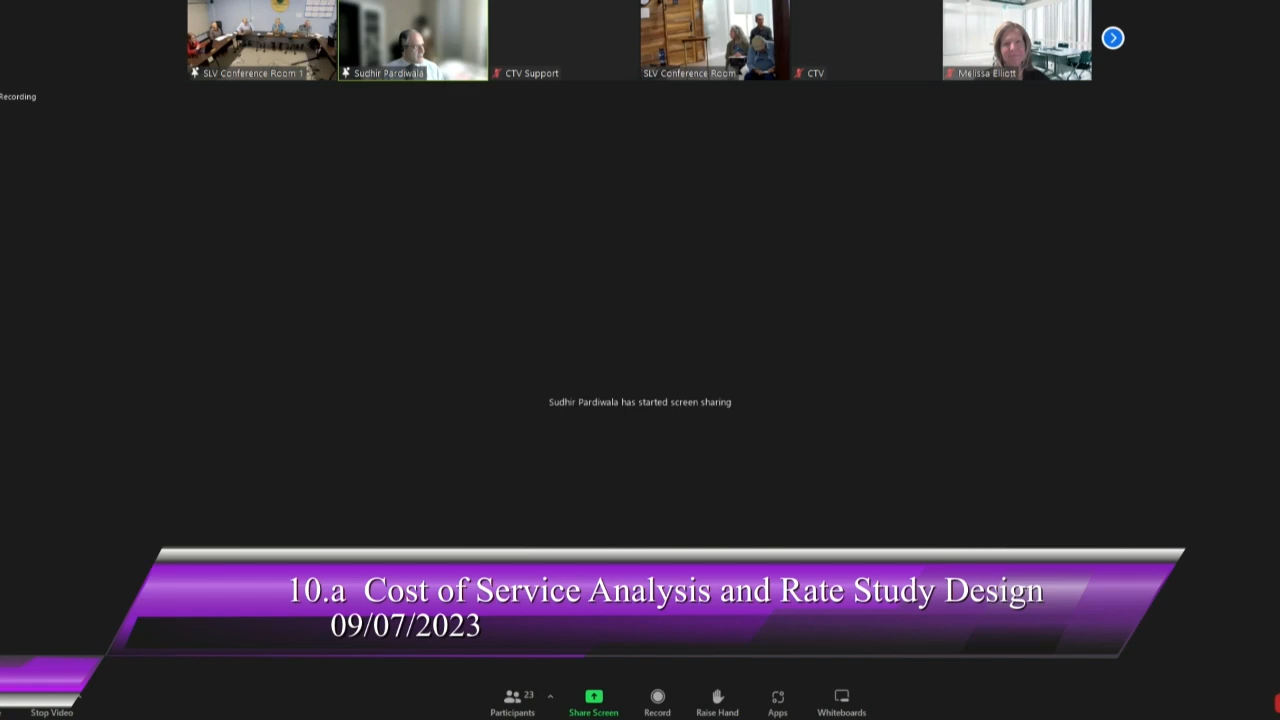 SLV Conference Room 1
Sudhir Pardiwala
CTV Support
SLV Conference Room
CTV
Melissa Elliott
Recording
Sudhir Pardiwala has started screen sharing
10.a Cost of Service Analysis and Rate Study Design
09/07/2023
Stop Video
23
Participants
Share Screen
Record
Raise Hand
Apps
Whiteboards